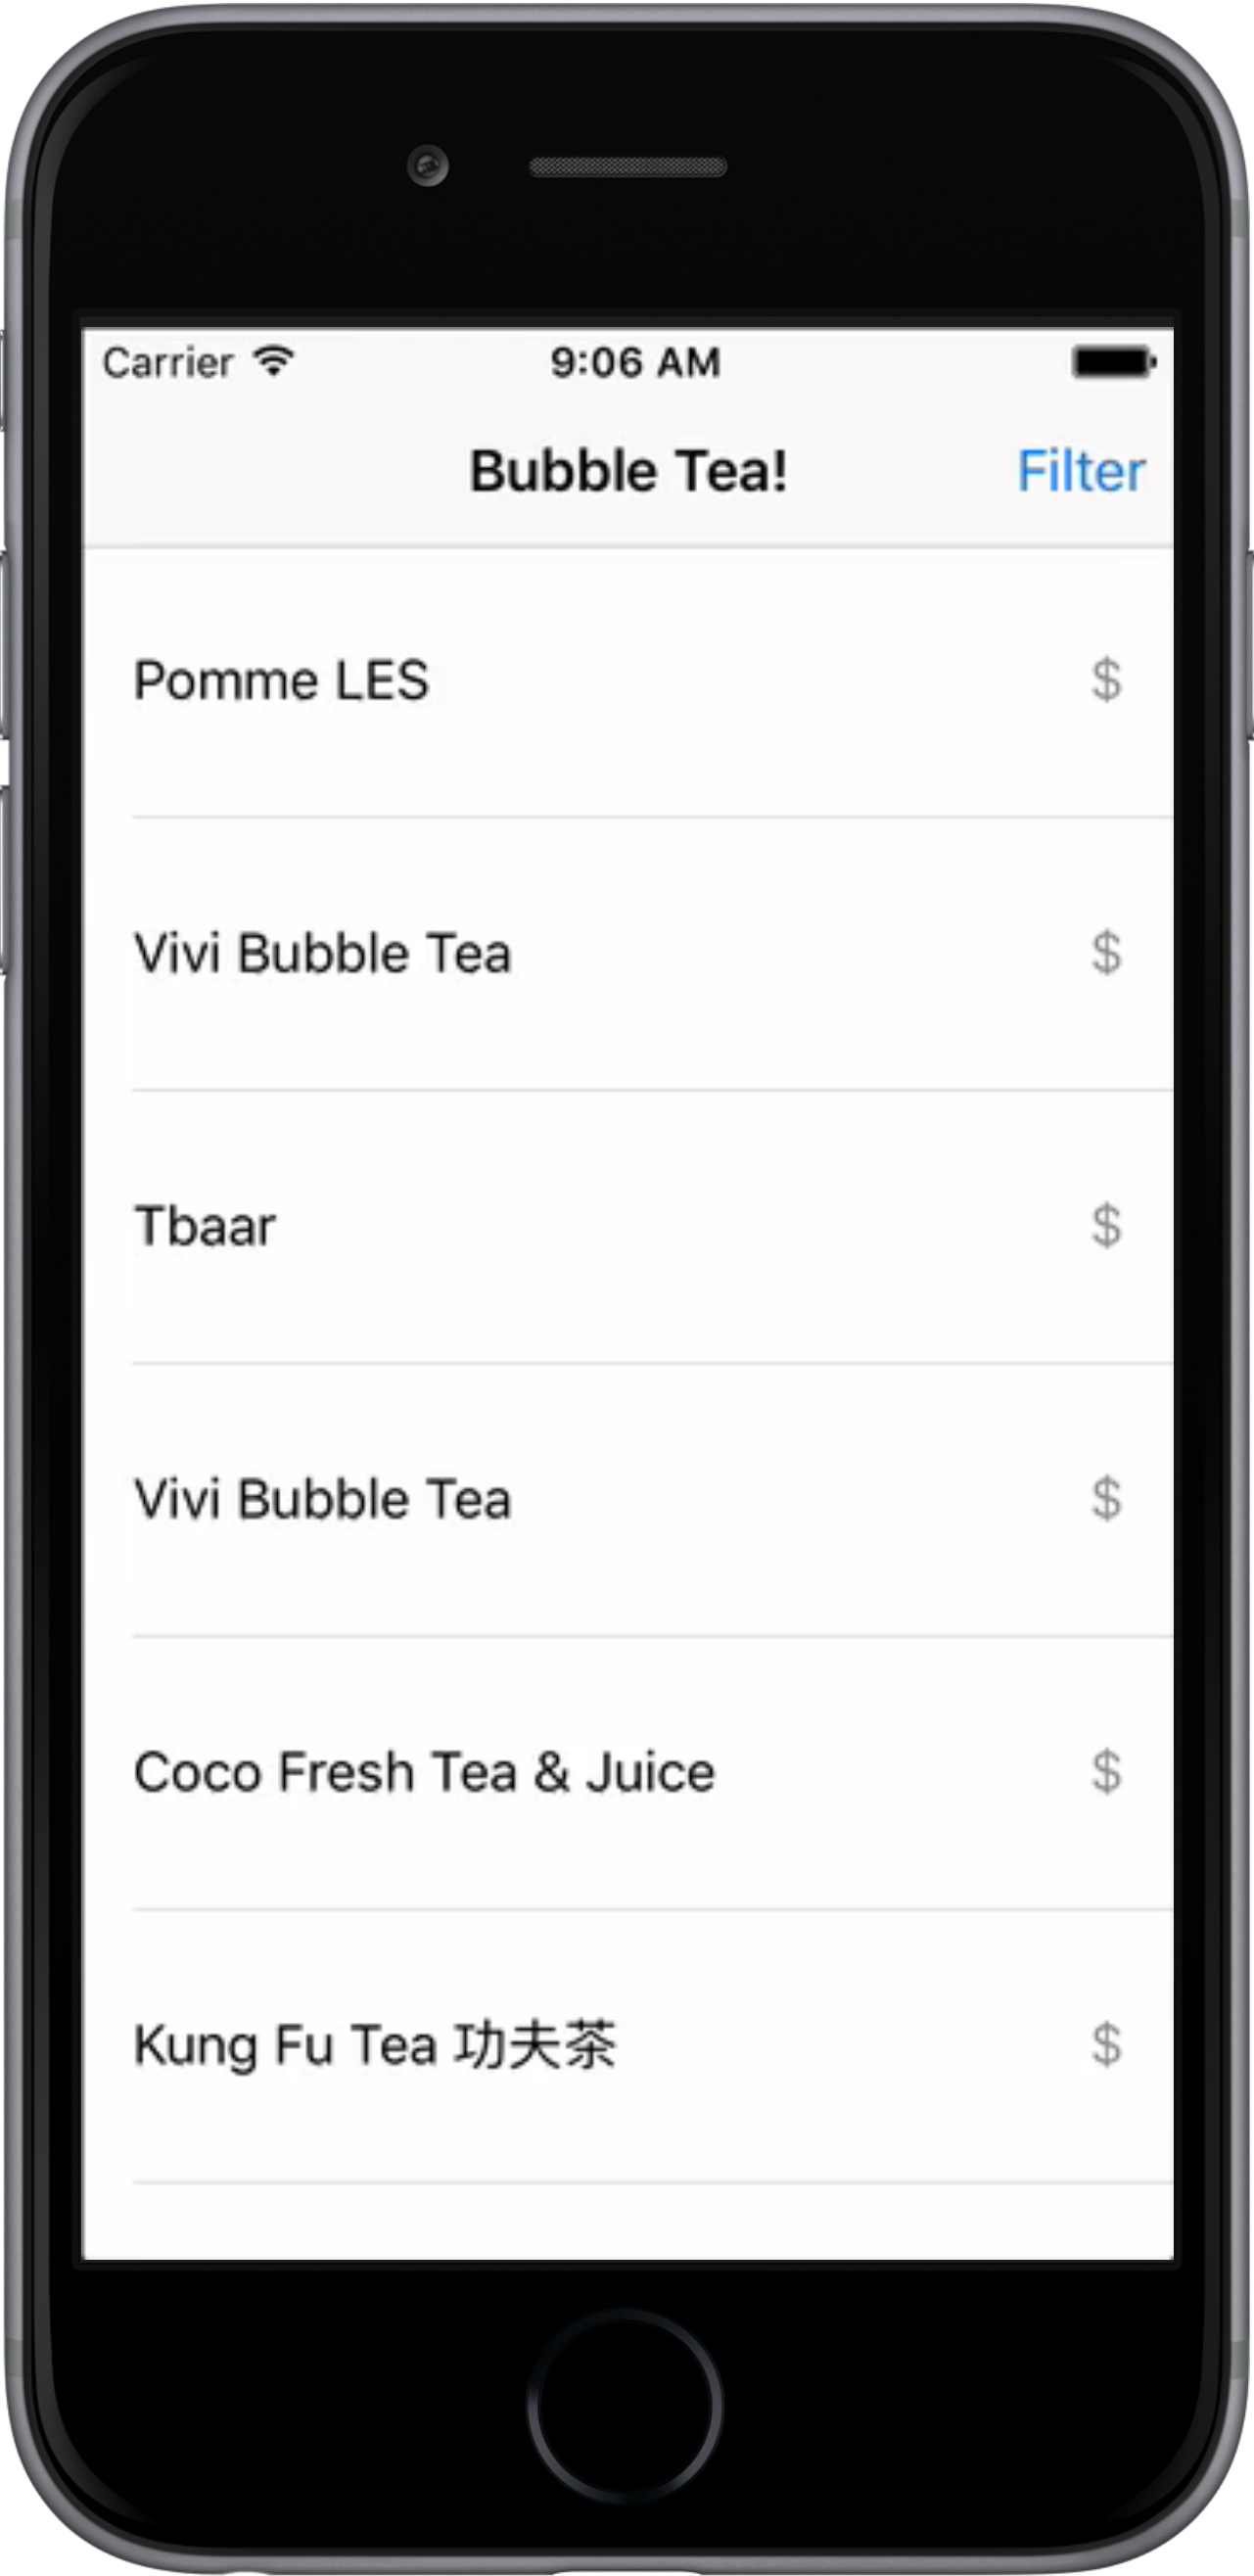 Carrier 9:06 AM
Bubble Tea! Filter
Pomme LES $
Vivi Bubble Tea $
Tbaar $
Vivi Bubble Tea $
Coco Fresh Tea & Juice $
Kung Fu Tea 功夫茶 $